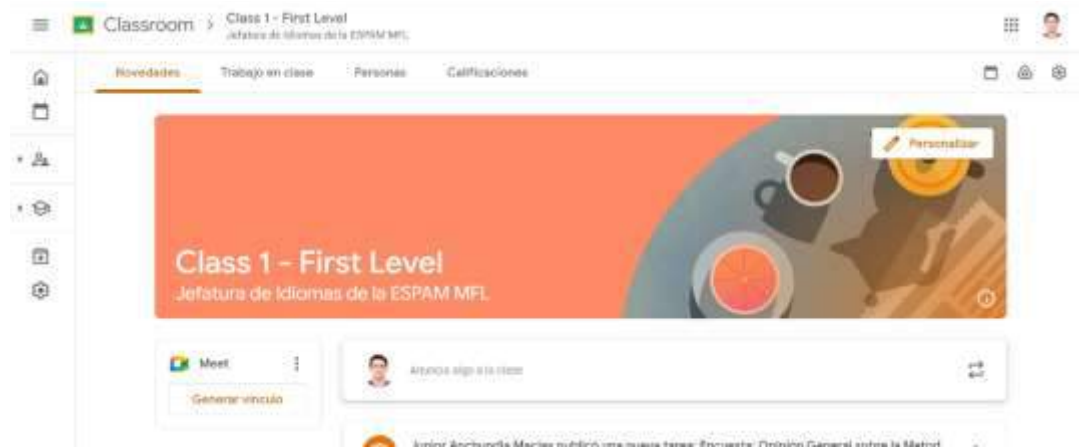 Classroom > Class 1 - First Level
Jefatura de Idiomas de la ESPAM MFL
Novedades Trabajo en clase Personas Calificaciones
Personalizar
Class 1 - First Level
Jefatura de Idiomas de la ESPAM MFL
Meet
Anuncia algo a la clase
Generar vínculo
Junior Anchundia Macías publicó una nueva tarea: Encuesta: Opinión General sobre la Metod